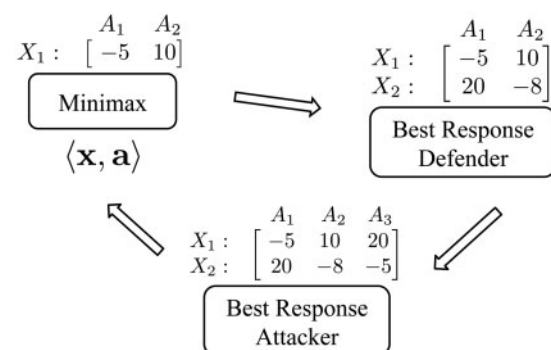 A₁ A₂
X₁ : [ −5 10 ]
Minimax
⟨x, a⟩
A₁ A₂
X₁ : [ −5 10 ]
X₂ : [ 20 −8 ]
Best Response
Defender
A₁ A₂ A₃
X₁ : [ −5 10 20 ]
X₂ : [ 20 −8 −5 ]
Best Response
Attacker